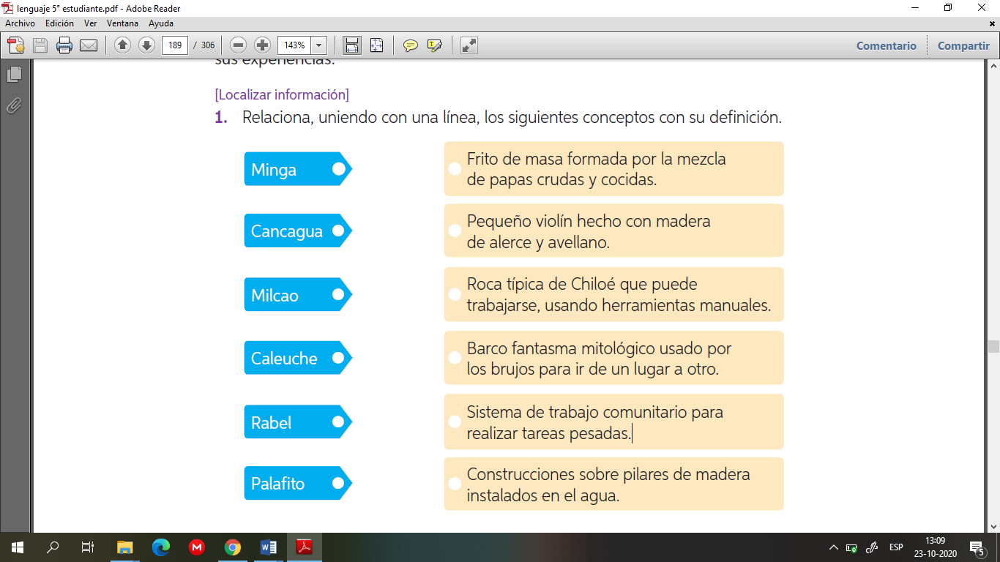 lenguaje 5° estudiante.pdf - Adobe Reader
Archivo Edición Ver Ventana Ayuda
189 / 306 143% Comentario Compartir
sus experiencias.
[Localizar información]
1. Relaciona, uniendo con una línea, los siguientes conceptos con su definición.
Minga
Frito de masa formada por la mezcla
de papas crudas y cocidas.
Cancagua
Pequeño violín hecho con madera
de alerce y avellano.
Milcao
Roca típica de Chiloé que puede
trabajarse, usando herramientas manuales.
Caleuche
Barco fantasma mitológico usado por
los brujos para ir de un lugar a otro.
Rabel
Sistema de trabajo comunitario para
realizar tareas pesadas.
Palafito
Construcciones sobre pilares de madera
instalados en el agua.
ESP
13:09
23-10-2020
5